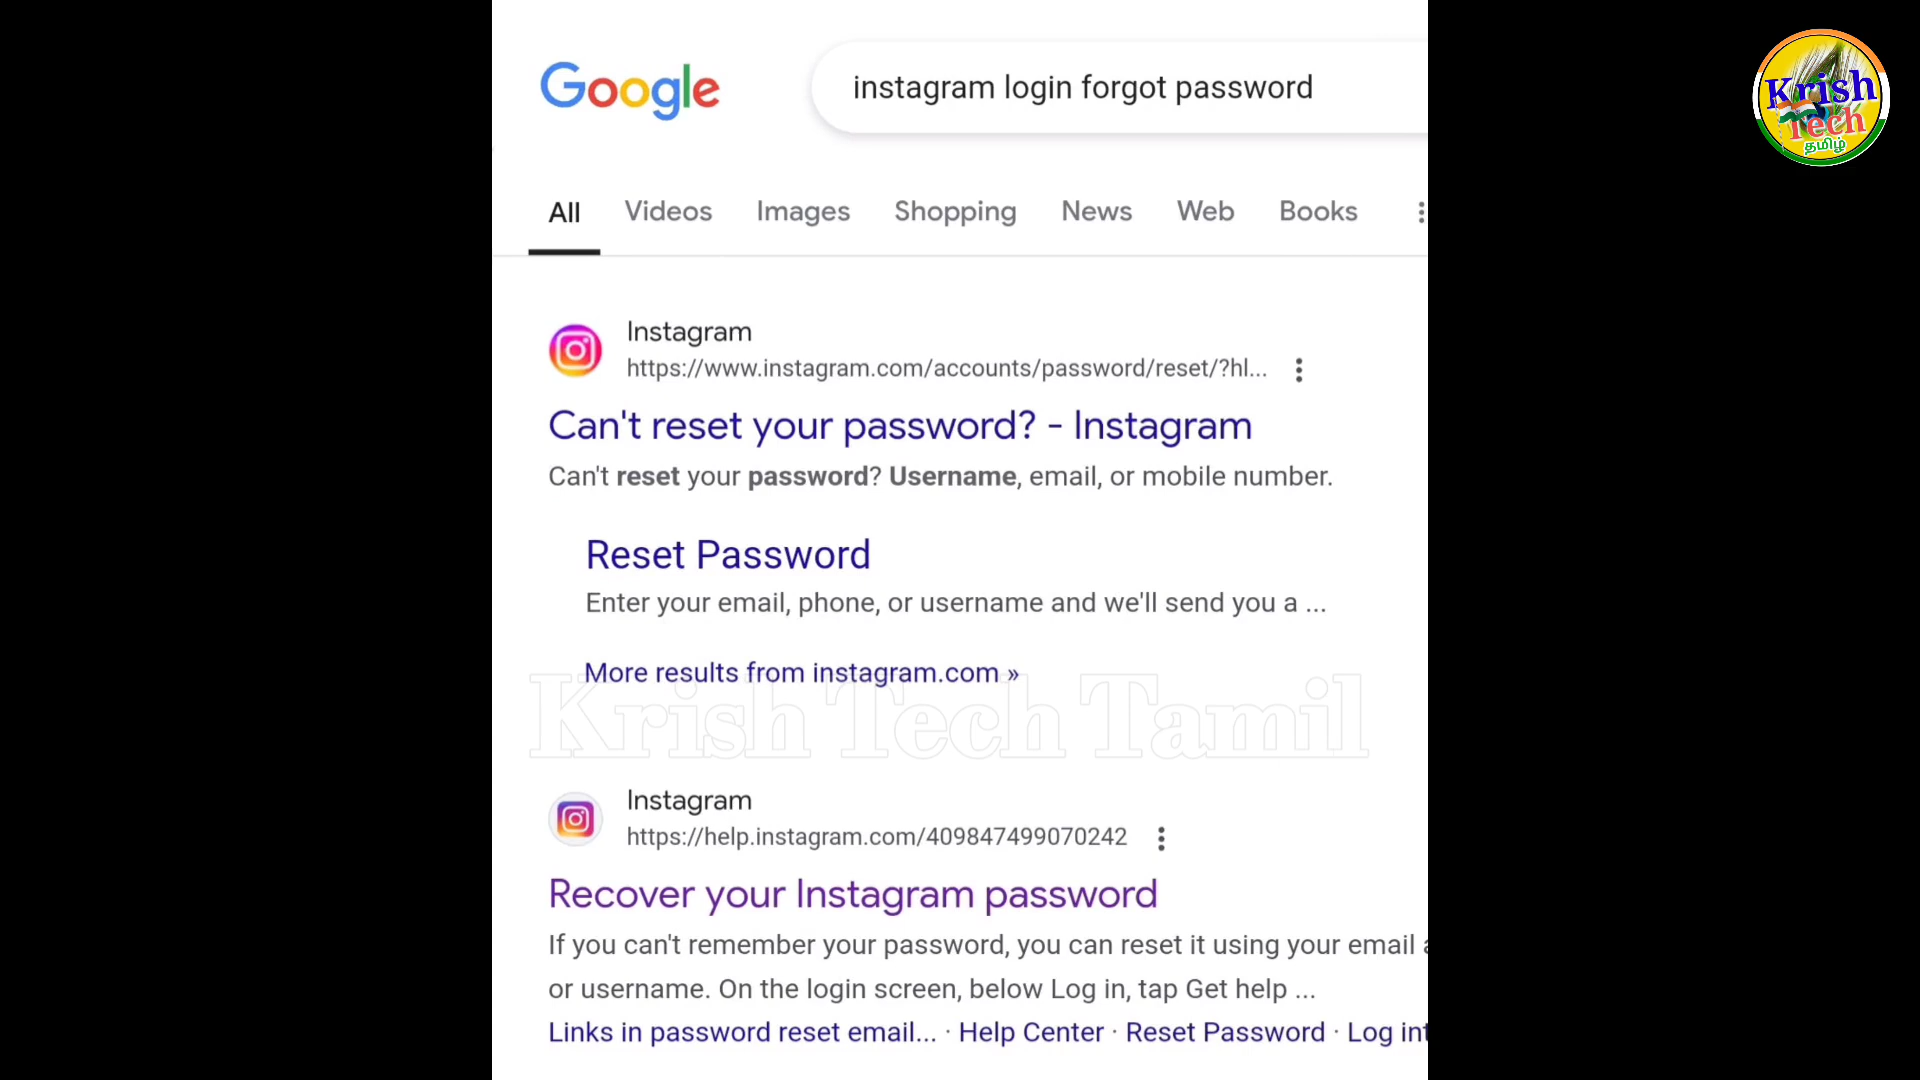 Google
instagram login forgot password
Krish
Tech
தமிழ்
All Videos Images Shopping News Web Books
Instagram
https://www.instagram.com/accounts/password/reset/?hl...
Can't reset your password? - Instagram
Can't reset your password? Username, email, or mobile number.
Reset Password
Enter your email, phone, or username and we'll send you a ...
More results from instagram.com »
Krish Tech Tamil
Instagram
https://help.instagram.com/409847499070242
Recover your Instagram password
If you can't remember your password, you can reset it using your email
or username. On the login screen, below Log in, tap Get help ...
Links in password reset email... · Help Center · Reset Password · Log